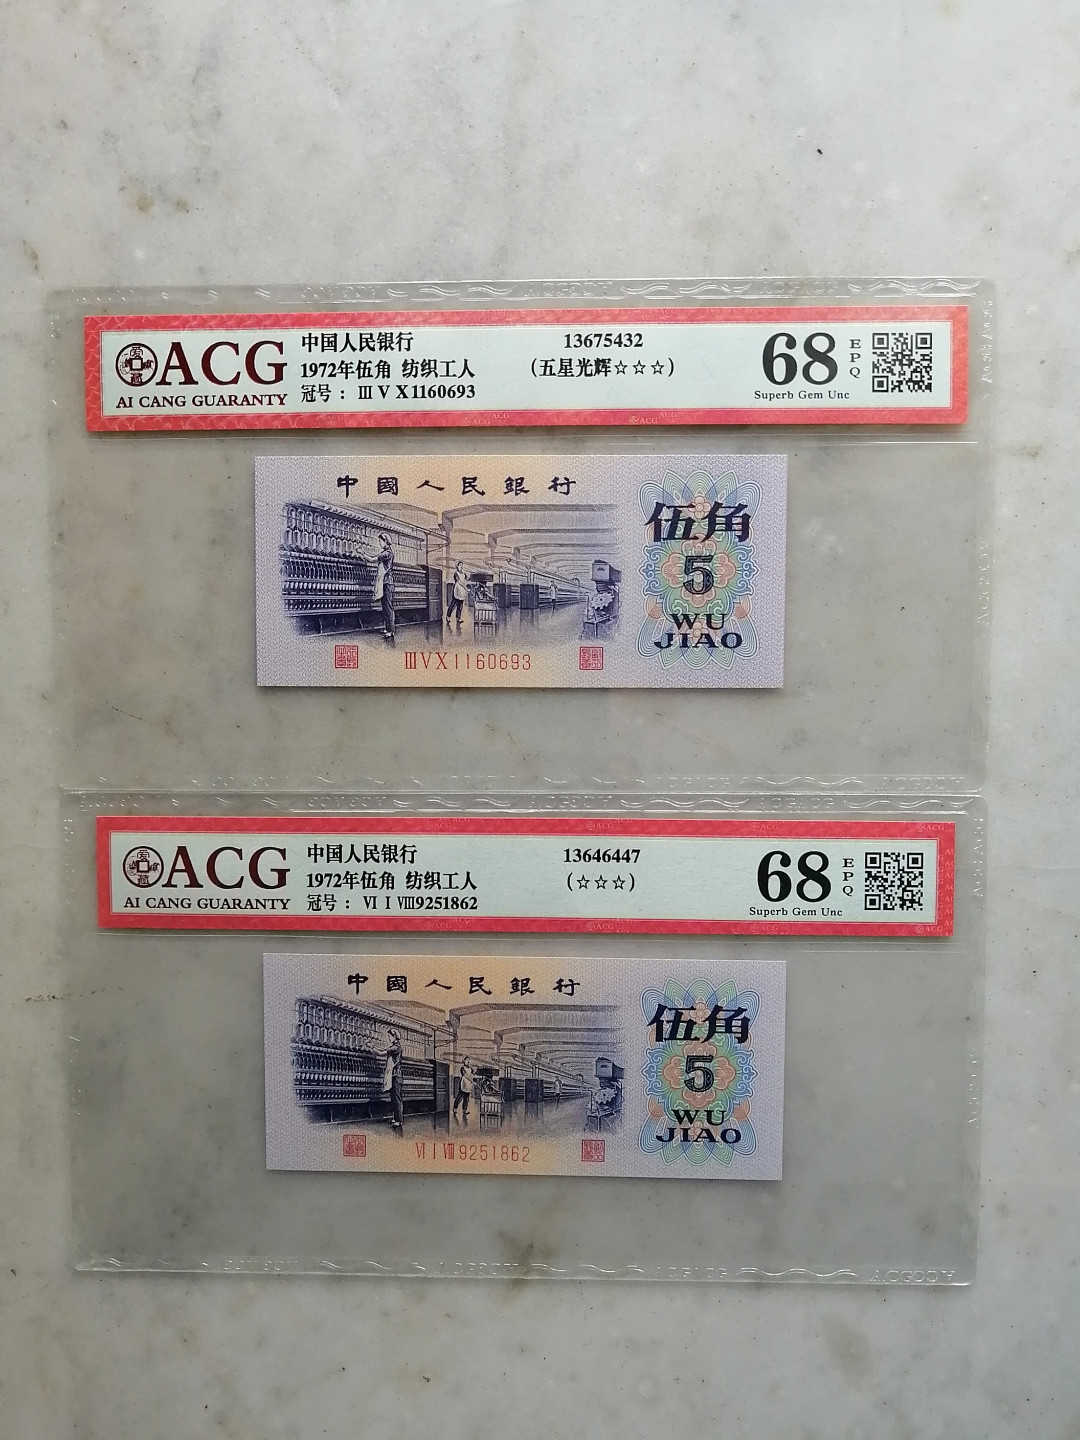 ACG
AI CANG GUARANTY
中国人民银行
1972年伍角 纺织工人
冠号： Ⅲ Ⅴ Ⅹ1160693
13675432
(五星光辉☆☆☆)
68
EPQ
Superb Gem Unc
中國人民銀行
伍角
5
WU
JIAO
ⅢⅤⅩ1160693
ACG
AI CANG GUARANTY
中国人民银行
1972年伍角 纺织工人
冠号： Ⅵ Ⅰ Ⅷ9251862
13646447
(☆☆☆)
68
EPQ
Superb Gem Unc
中國人民銀行
伍角
5
WU
JIAO
ⅥⅠⅧ9251862